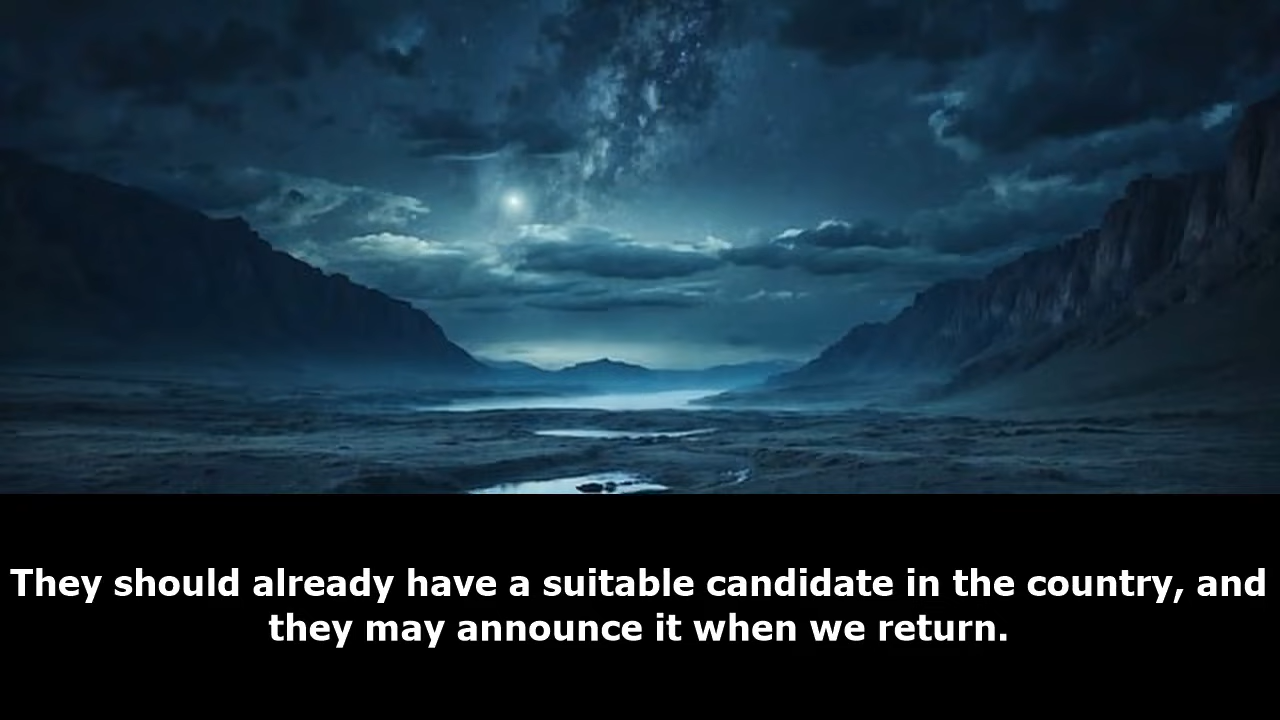 They should already have a suitable candidate in the country, and
they may announce it when we return.